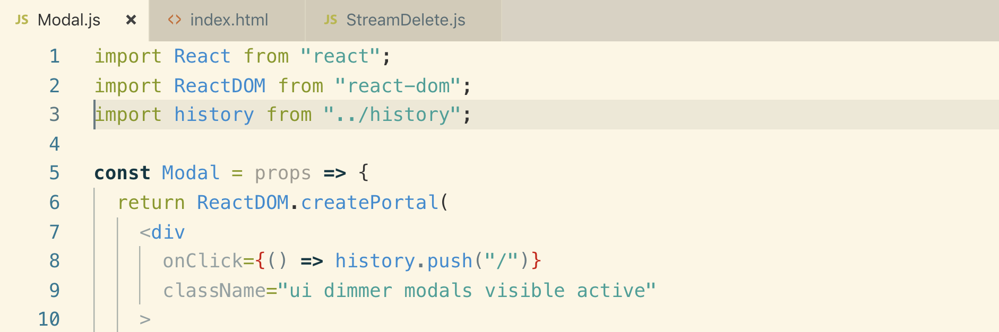 JS Modal.js × <> index.html JS StreamDelete.js
1 import React from "react";
2 import ReactDOM from "react-dom";
3 import history from "../history";
4
5 const Modal = props => {
6 return ReactDOM.createPortal(
7 <div
8 onClick={() => history.push("/")}
9 className="ui dimmer modals visible active"
10 >